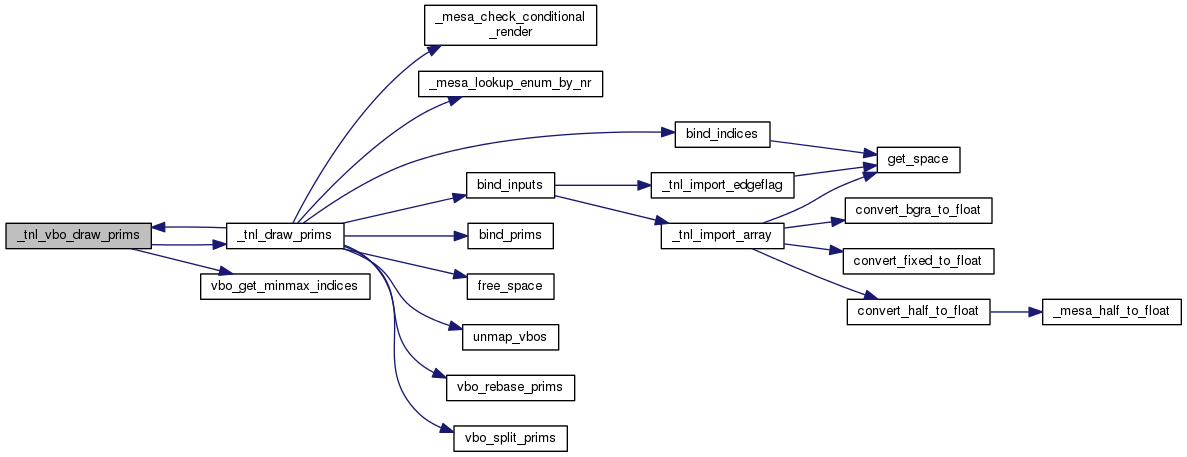 _mesa_check_conditional
_render
_mesa_lookup_enum_by_nr
bind_indices
get_space
bind_inputs
_tnl_import_edgeflag
convert_bgra_to_float
_tnl_vbo_draw_prims
_tnl_draw_prims
bind_prims
_tnl_import_array
convert_fixed_to_float
vbo_get_minmax_indices
free_space
convert_half_to_float
_mesa_half_to_float
unmap_vbos
vbo_rebase_prims
vbo_split_prims